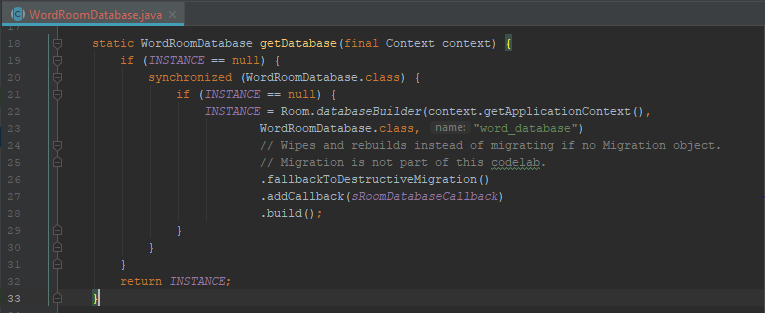 WordRoomDatabase.java
17
18 static WordRoomDatabase getDatabase(final Context context) {
19 if (INSTANCE == null) {
20 synchronized (WordRoomDatabase.class) {
21 if (INSTANCE == null) {
22 INSTANCE = Room.databaseBuilder(context.getApplicationContext(),
23 WordRoomDatabase.class, name: "word_database")
24 // Wipes and rebuilds instead of migrating if no Migration object.
25 // Migration is not part of this codelab.
26 .fallbackToDestructiveMigration()
27 .addCallback(sRoomDatabaseCallback)
28 .build();
29 }
30 }
31 }
32 return INSTANCE;
33 }